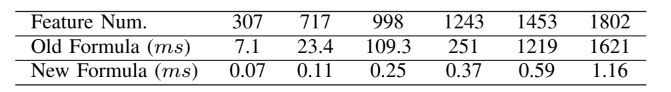 Feature Num. 307 717 998 1243 1453 1802
Old Formula (ms) 7.1 23.4 109.3 251 1219 1621
New Formula (ms) 0.07 0.11 0.25 0.37 0.59 1.16